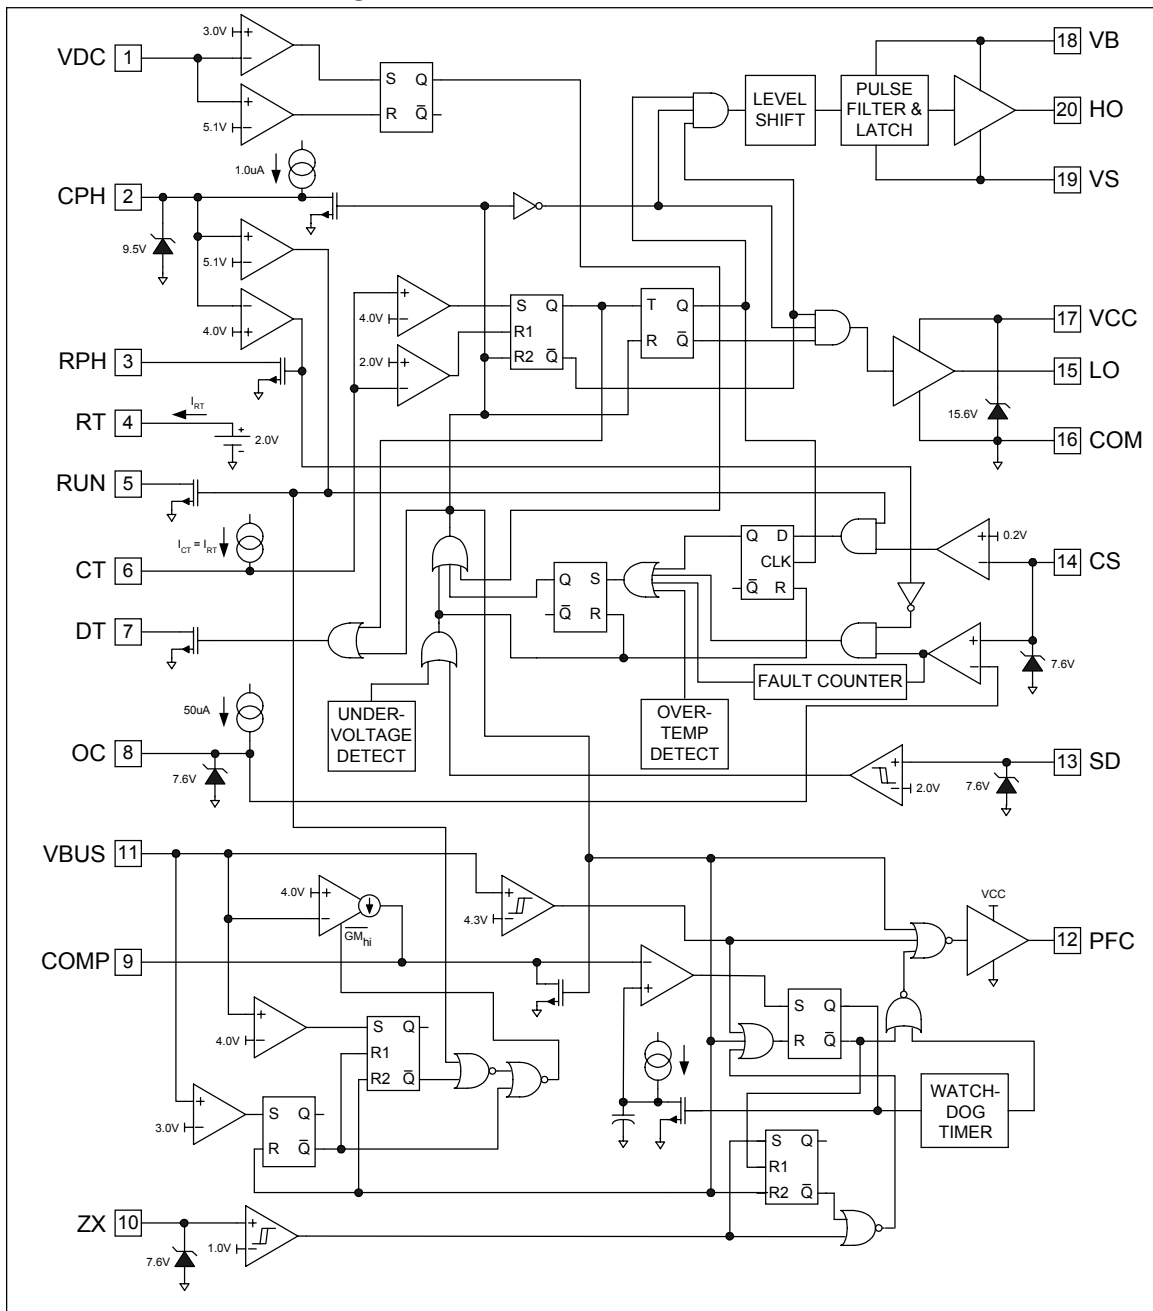 3.0V
VDC 1
5.1V
S Q
R Q̅
LEVEL SHIFT
PULSE FILTER & LATCH
18 VB
20 HO
19 VS
1.0uA
CPH 2
9.5V
5.1V
4.0V
4.0V
2.0V
S Q
R1
R2 Q̅
T Q
R Q̅
17 VCC
15 LO
15.6V
16 COM
RPH 3
RT 4
I_RT
+
-
2.0V
RUN 5
I_CT = I_RT
CT 6
Q D
CLK
Q̅ R
0.2V
14 CS
Q S
Q̅ R
DT 7
FAULT COUNTER
7.6V
50uA
UNDER-VOLTAGE DETECT
OVER-TEMP DETECT
OC 8
7.6V
2.0V
7.6V
13 SD
VBUS 11
4.0V
G̅M̅_hi
4.3V
VCC
12 PFC
COMP 9
4.0V
S Q
R1
R2 Q̅
S Q
R Q̅
3.0V
S Q
R Q̅
WATCH-DOG TIMER
S Q
R1
R2 Q̅
ZX 10
7.6V
1.0V